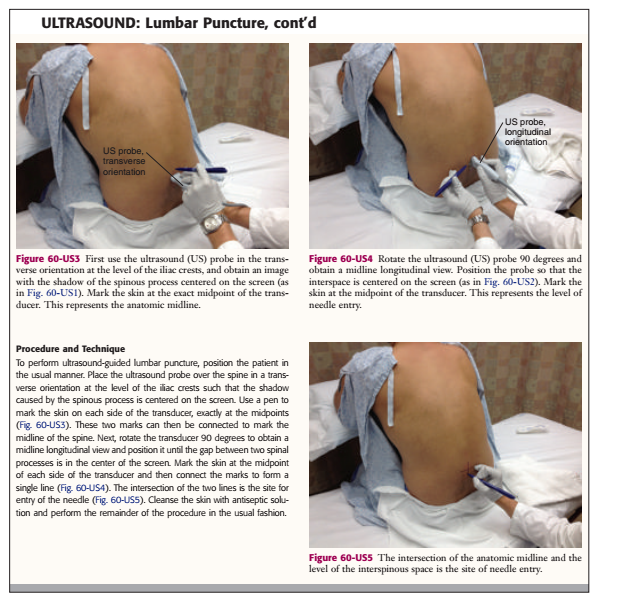 ULTRASOUND: Lumbar Puncture, cont'd
US probe,
transverse
orientation
Figure 60-US3 First use the ultrasound (US) probe in the trans-
verse orientation at the level of the iliac crests, and obtain an image
with the shadow of the spinous process centered on the screen (as
in Fig. 60-US1). Mark the skin at the exact midpoint of the trans-
ducer. This represents the anatomic midline.
US probe,
longitudinal
orientation
Figure 60-US4 Rotate the ultrasound (US) probe 90 degrees and
obtain a midline longitudinal view. Position the probe so that the
interspace is centered on the screen (as in Fig. 60-US2). Mark the
skin at the midpoint of the transducer. This represents the level of
needle entry.
Procedure and Technique
To perform ultrasound-guided lumbar puncture, position the patient in
the usual manner. Place the ultrasound probe over the spine in a trans-
verse orientation at the level of the iliac crests such that the shadow
caused by the spinous process is centered on the screen. Use a pen to
mark the skin on each side of the transducer, exactly at the midpoints
(Fig. 60-US3). These two marks can then be connected to mark the
midline of the spine. Next, rotate the transducer 90 degrees to obtain a
midline longitudinal view and position it until the gap between two spinal
processes is in the center of the screen. Mark the skin at the midpoint
of each side of the transducer and then connect the marks to form a
single line (Fig. 60-US4). The intersection of the two lines is the site for
entry of the needle (Fig. 60-US5). Cleanse the skin with antiseptic solu-
tion and perform the remainder of the procedure in the usual fashion.
Figure 60-US5 The intersection of the anatomic midline and the
level of the interspinous space is the site of needle entry.